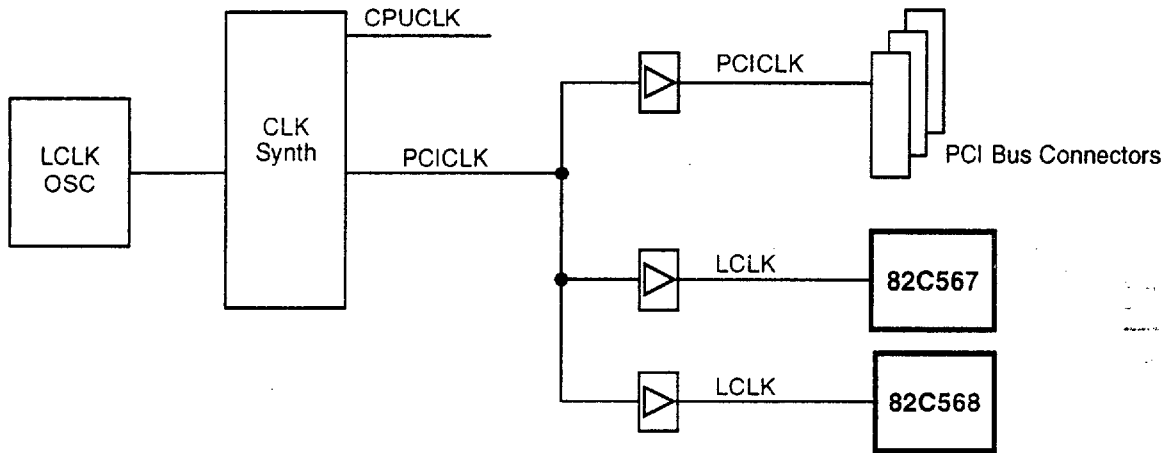 CPUCLK
LCLK
OSC
CLK
Synth
PCICLK
PCICLK
PCI Bus Connectors
LCLK
82C567
LCLK
82C568